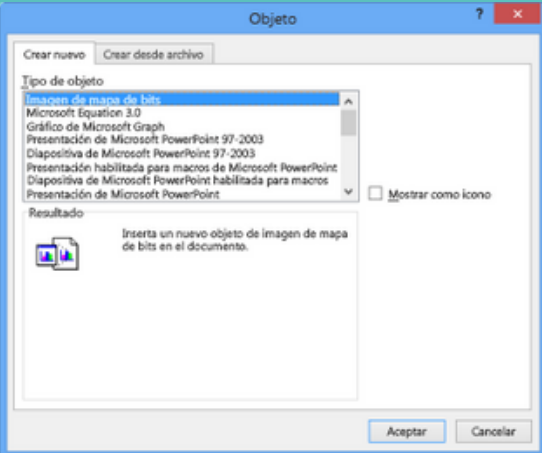 Objeto
?
Crear nuevo
Crear desde archivo
Tipo de objeto
Imagen de mapa de bits
Microsoft Equation 3.0
Gráfico de Microsoft Graph
Presentación de Microsoft PowerPoint 97-2003
Diapositiva de Microsoft PowerPoint 97-2003
Presentación habilitada para macros de Microsoft PowerPoint
Diapositiva de Microsoft PowerPoint habilitada para macros
Presentación de Microsoft PowerPoint
Mostrar como icono
Resultado
Inserta un nuevo objeto de imagen de mapa
de bits en el documento.
Aceptar
Cancelar